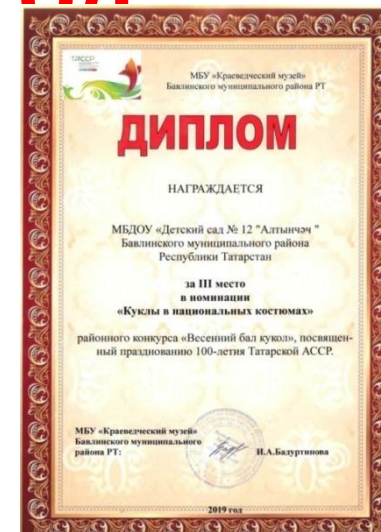 ТАССР
МБУ «Краеведческий музей»
Бавлинского муниципального района РТ
ДИПЛОМ
НАГРАЖДАЕТСЯ
МБДОУ «Детский сад № 12 "Алтынчәч "
Бавлинского муниципального района
Республики Татарстан
за III место
в номинации
«Куклы в национальных костюмах»
районного конкурса «Весенний бал кукол», посвящен-
ный празднованию 100-летия Татарской АССР.
МБУ «Краеведческий музей»
Бавлинского муниципального
района РТ:
И.А.Бадуртинова
2019 год